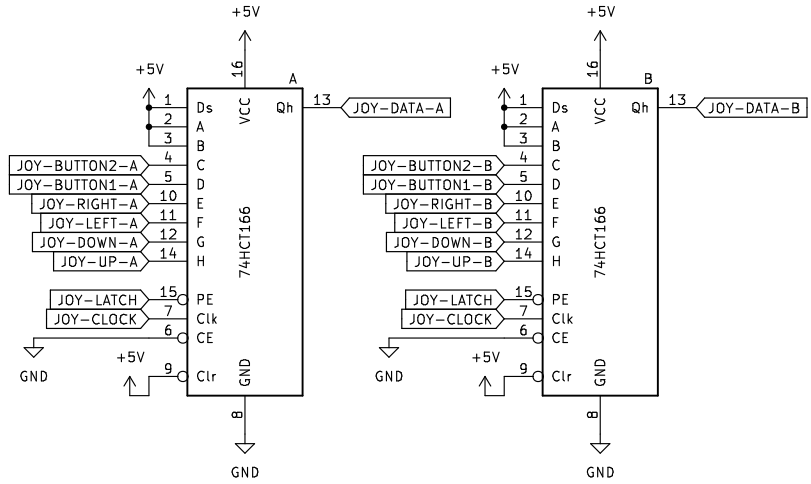 +5V
+5V
16
A
+5V
1
Ds
VCC
Qh
13
JOY-DATA-A
2
A
3
B
JOY-BUTTON2-A
4
C
JOY-BUTTON1-A
5
D
JOY-RIGHT-A
10
E
JOY-LEFT-A
11
F
JOY-DOWN-A
12
G
JOY-UP-A
14
H
74HCT166
JOY-LATCH
15
PE
JOY-CLOCK
7
Clk
6
CE
GND
+5V
9
Clr
GND
8
GND
16
B
+5V
1
Ds
VCC
Qh
13
JOY-DATA-B
2
A
3
B
JOY-BUTTON2-B
4
C
JOY-BUTTON1-B
5
D
JOY-RIGHT-B
10
E
JOY-LEFT-B
11
F
JOY-DOWN-B
12
G
JOY-UP-B
14
H
74HCT166
JOY-LATCH
15
PE
JOY-CLOCK
7
Clk
6
CE
GND
+5V
9
Clr
GND
8
GND